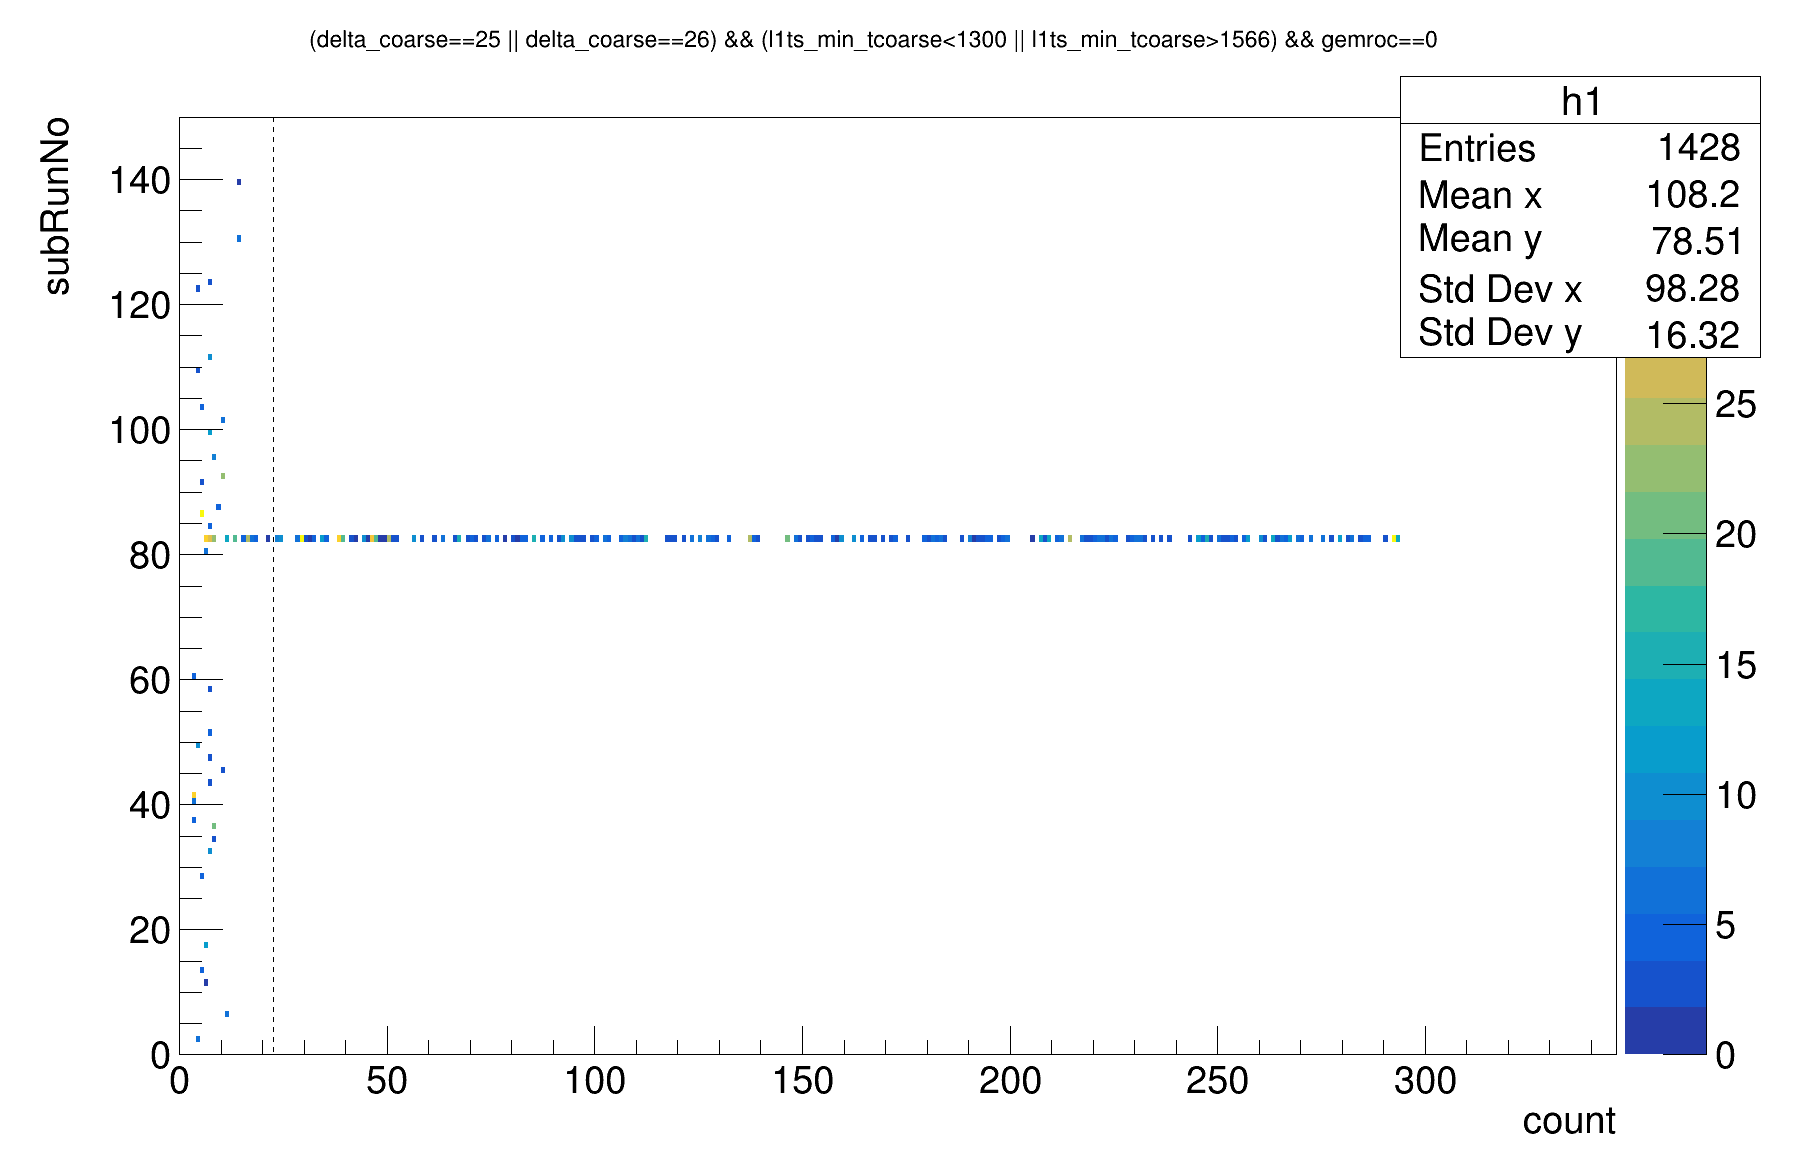 (delta_coarse==25 || delta_coarse==26) && (l1ts_min_tcoarse<1300 || l1ts_min_tcoarse>1566) && gemroc==0
h1
Entries 1428
Mean x 108.2
Mean y 78.51
Std Dev x 98.28
Std Dev y 16.32
subRunNo
140
120
100
80
60
40
20
0
25
20
15
10
5
0
0 50 100 150 200 250 300
count